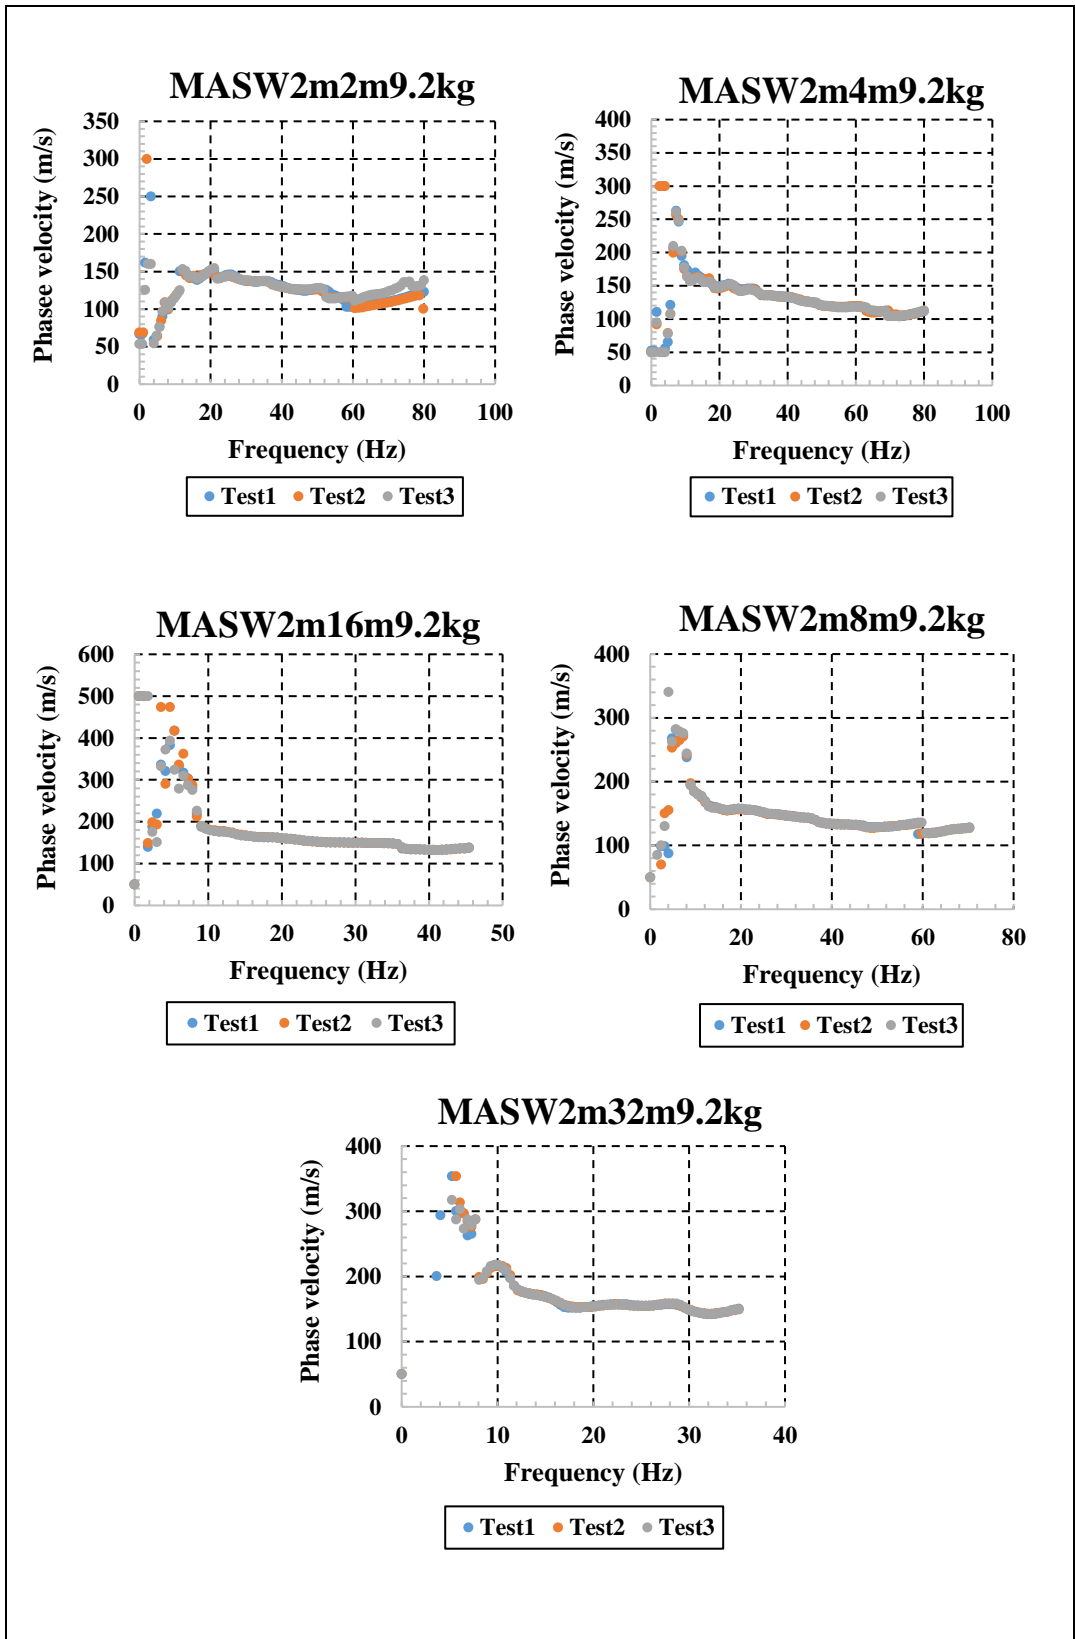 MASW2m2m9.2kg
Phasee velocity (m/s)
350
300
250
200
150
100
50
0
0 20 40 60 80 100
Frequency (Hz)
Test1 Test2 Test3
MASW2m4m9.2kg
Phase velocity (m/s)
400
350
300
250
200
150
100
50
0
0 20 40 60 80 100
Frequency (Hz)
Test1 Test2 Test3
MASW2m16m9.2kg
Phase velocity (m/s)
600
500
400
300
200
100
0
0 10 20 30 40 50
Frequency (Hz)
Test1 Test2 Test3
MASW2m8m9.2kg
Phase velocity (m/s)
400
300
200
100
0
0 20 40 60 80
Frequency (Hz)
Test1 Test2 Test3
MASW2m32m9.2kg
Phase velocity (m/s)
400
300
200
100
0
0 10 20 30 40
Frequency (Hz)
Test1 Test2 Test3